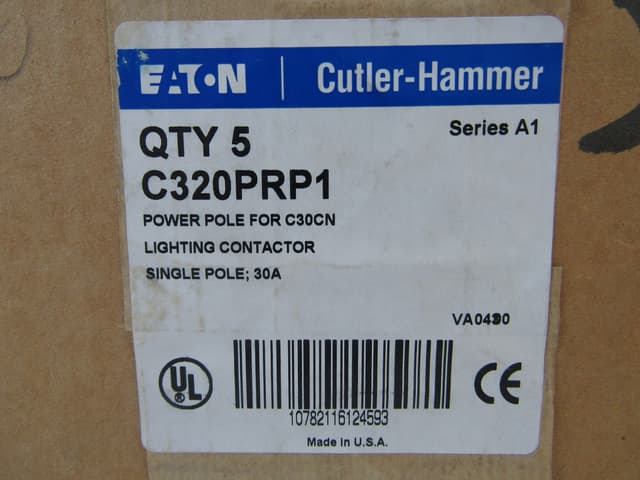 EATON | Cutler-Hammer
Series A1
QTY 5
C320PRP1
POWER POLE FOR C30CN
LIGHTING CONTACTOR
SINGLE POLE; 30A
UL ®
CE
10782116124593
Made in U.S.A.